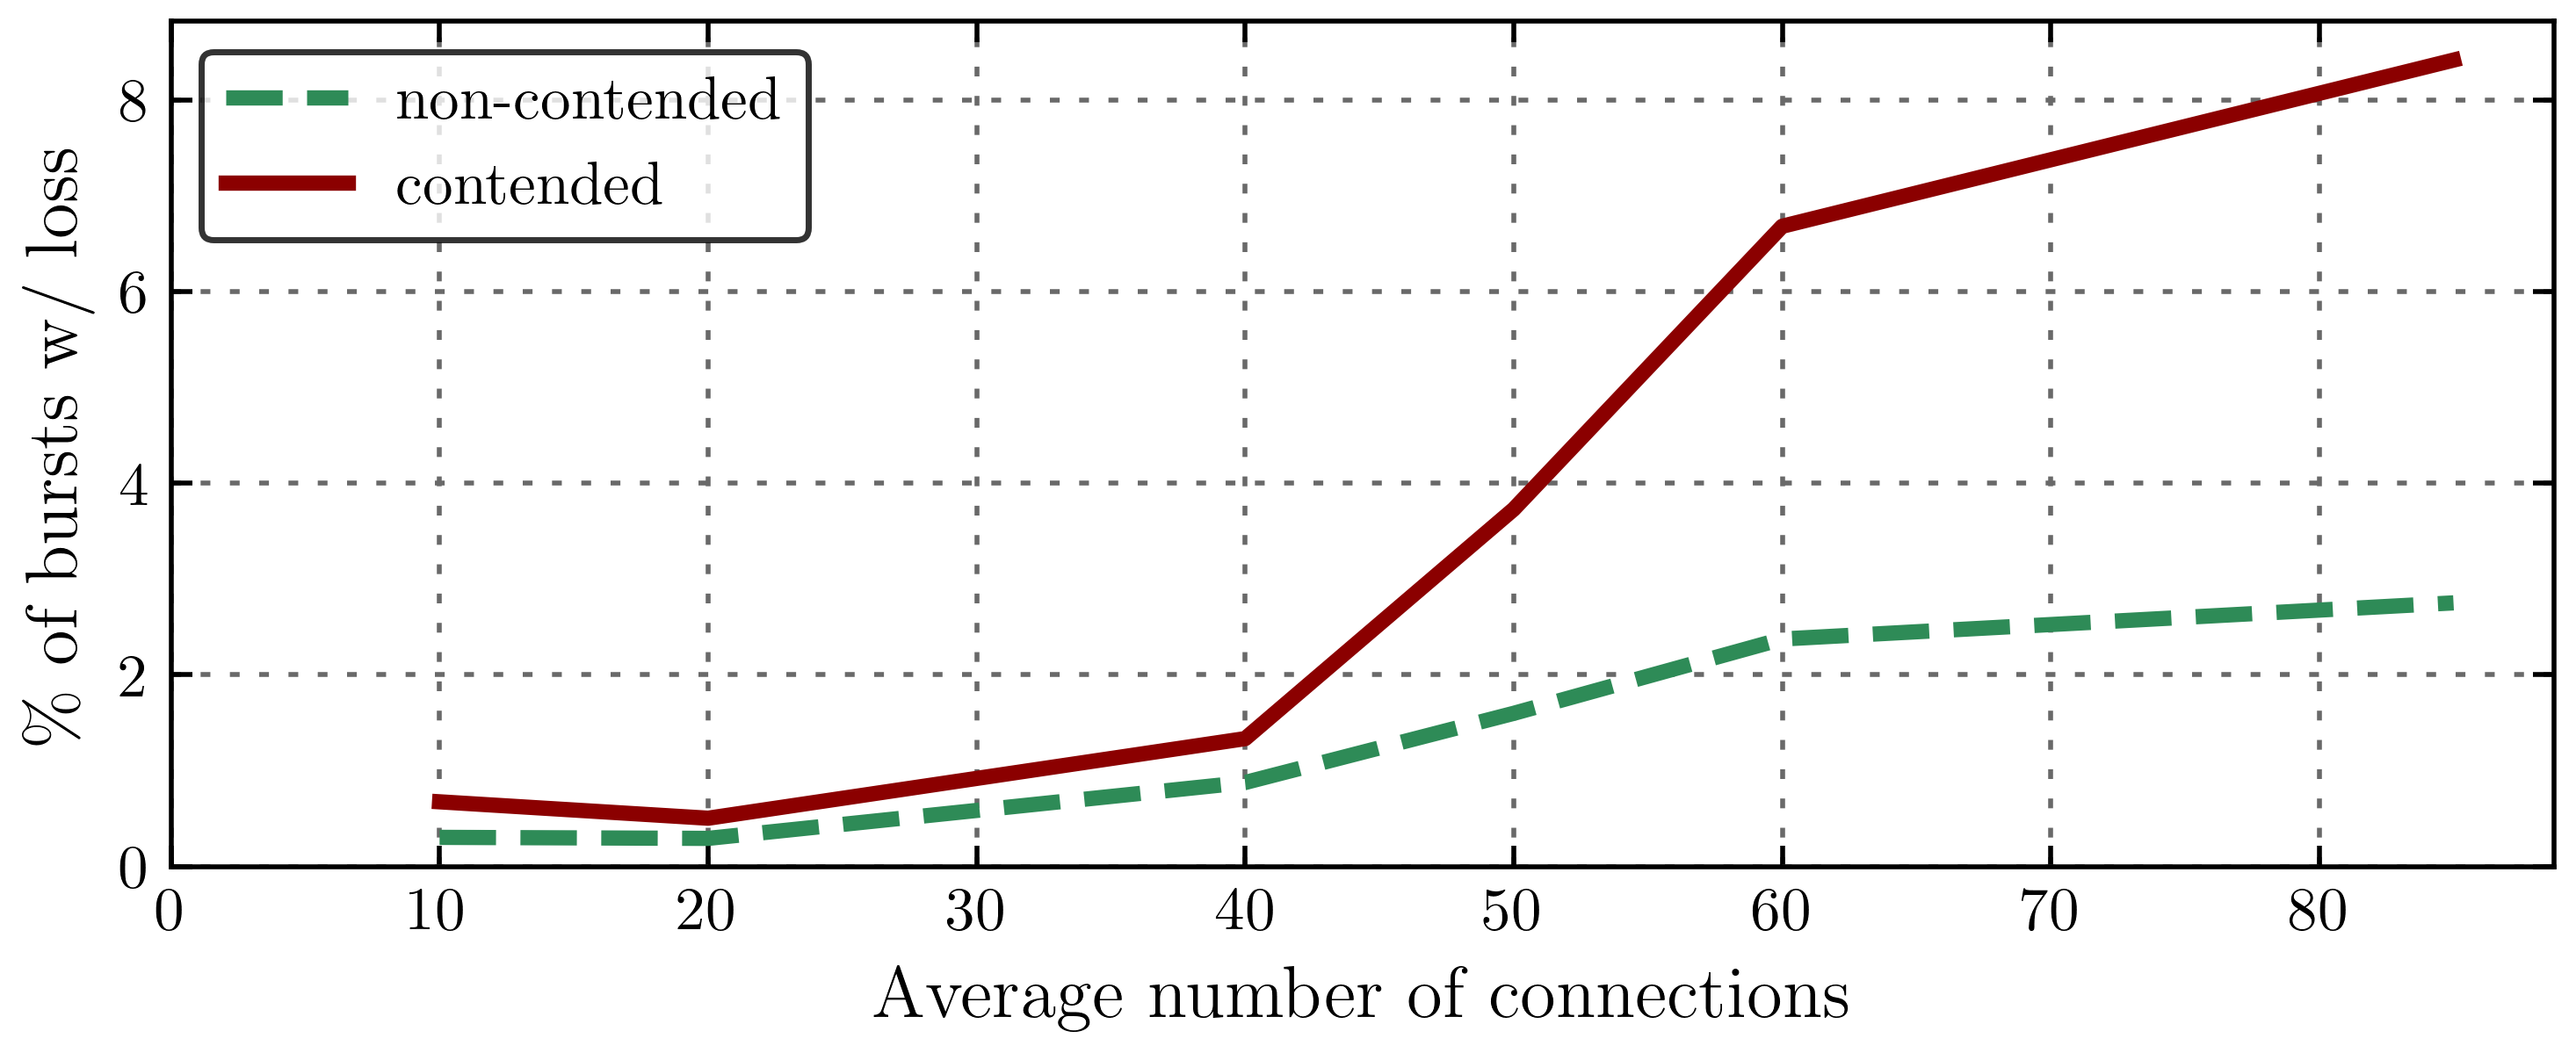 non-contended
contended
% of bursts w/ loss
8
6
4
2
0
0 10 20 30 40 50 60 70 80
Average number of connections